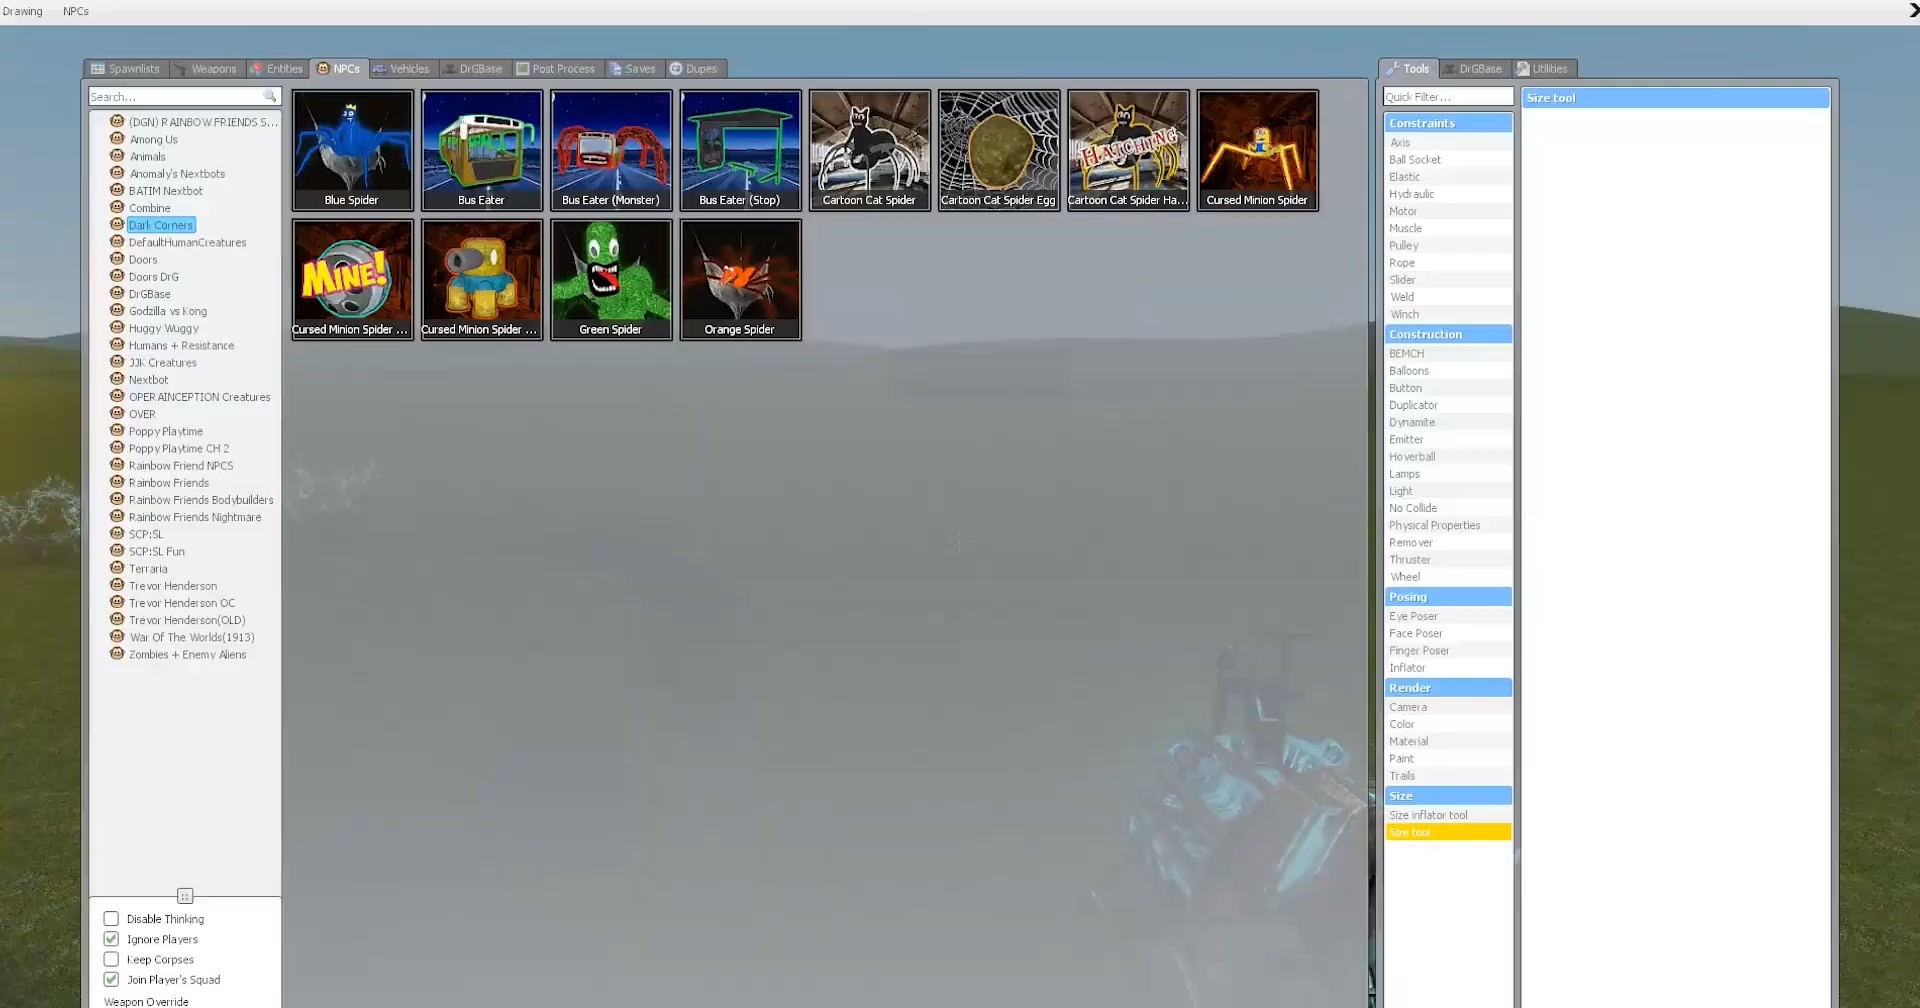 Drawing NPCs
Spawnlists Weapons Entities NPCs Vehicles DrGBase Post Process Saves Dupes
Search...
(DGN) RAINBOW FRIENDS S...
Among Us
Animals
Anomaly's Nextbots
BATIM Nextbot
Combine
Dark Corners
DefaultHumanCreatures
Doors
Doors DrG
DrGBase
Godzilla vs Kong
Huggy Wuggy
Humans + Resistance
JJK Creatures
Nextbot
OPERAINCEPTION Creatures
OVER
Poppy Playtime
Poppy Playtime CH 2
Rainbow Friend NPCS
Rainbow Friends
Rainbow Friends Bodybuilders
Rainbow Friends Nightmare
SCP:SL
SCP:SL Fun
Terraria
Trevor Henderson
Trevor Henderson OC
Trevor Henderson(OLD)
War Of The Worlds(1913)
Zombies + Enemy Aliens
Disable Thinking
Ignore Players
Keep Corpses
Join Player's Squad
Weapon Override
Blue Spider
Bus Eater
Bus Eater (Monster)
Bus Eater (Stop)
Cartoon Cat Spider
Cartoon Cat Spider Egg
HATCHING
Cartoon Cat Spider Ha...
Cursed Minion Spider
MINE!
Cursed Minion Spider ...
Cursed Minion Spider ...
Green Spider
Orange Spider
Tools DrGBase Utilities
Quick Filter...
Constraints
Axis
Ball Socket
Elastic
Hydraulic
Motor
Muscle
Pulley
Rope
Slider
Weld
Winch
Construction
BEMCH
Balloons
Button
Duplicator
Dynamite
Emitter
Hoverball
Lamps
Light
No Collide
Physical Properties
Remover
Thruster
Wheel
Posing
Eye Poser
Face Poser
Finger Poser
Inflator
Render
Camera
Color
Material
Paint
Trails
Size
Size inflator tool
Size tool
Size tool